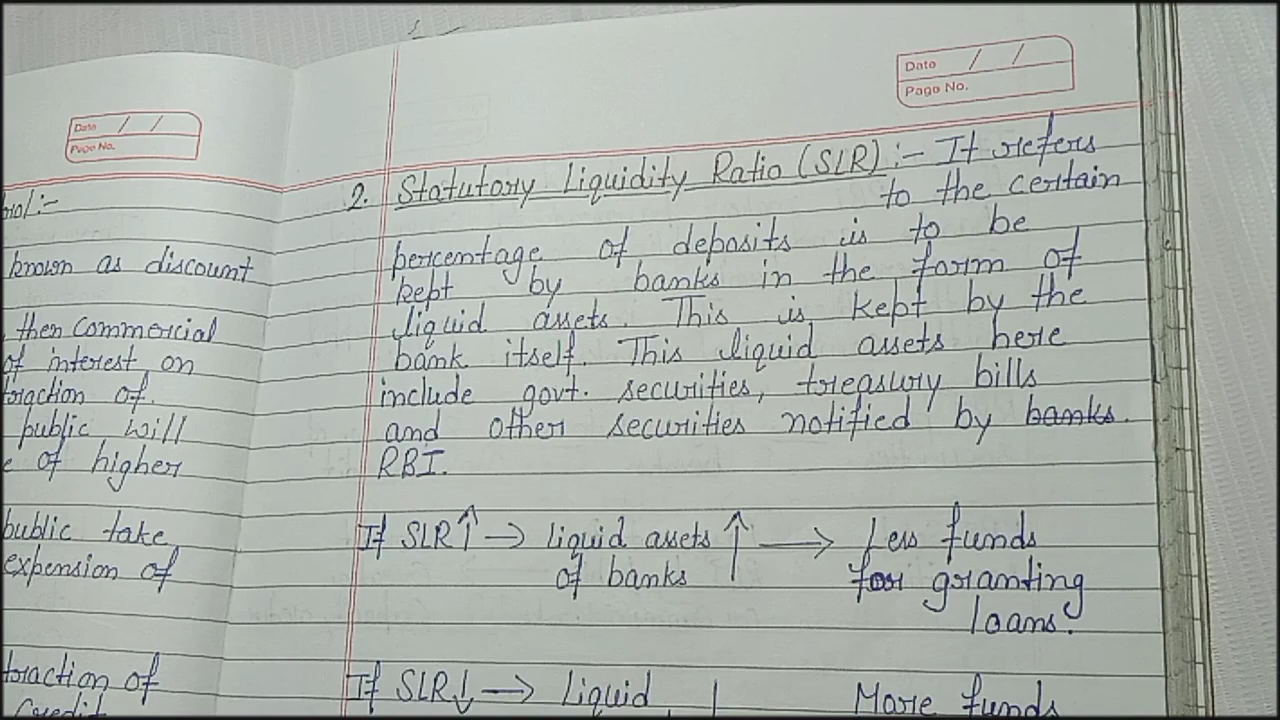 Date / /
Page No.
known as discount
then commercial
of interest on
traction of
public will
e of higher
public take
expension of
traction of
Credit
Date / /
Page No.
2. Statutory Liquidity Ratio (SLR) :- It refers
to the certain
percentage of deposits is to be
kept by banks in the form of
liquid assets. This is kept by the
bank itself. This liquid assets here
include govt. securities, treasury bills
and other securities notified by banks.
RBI.
If SLR↑ → liquid assets ↑ → Less funds
of banks for granting
loans.
If SLR↓ → Liquid More funds